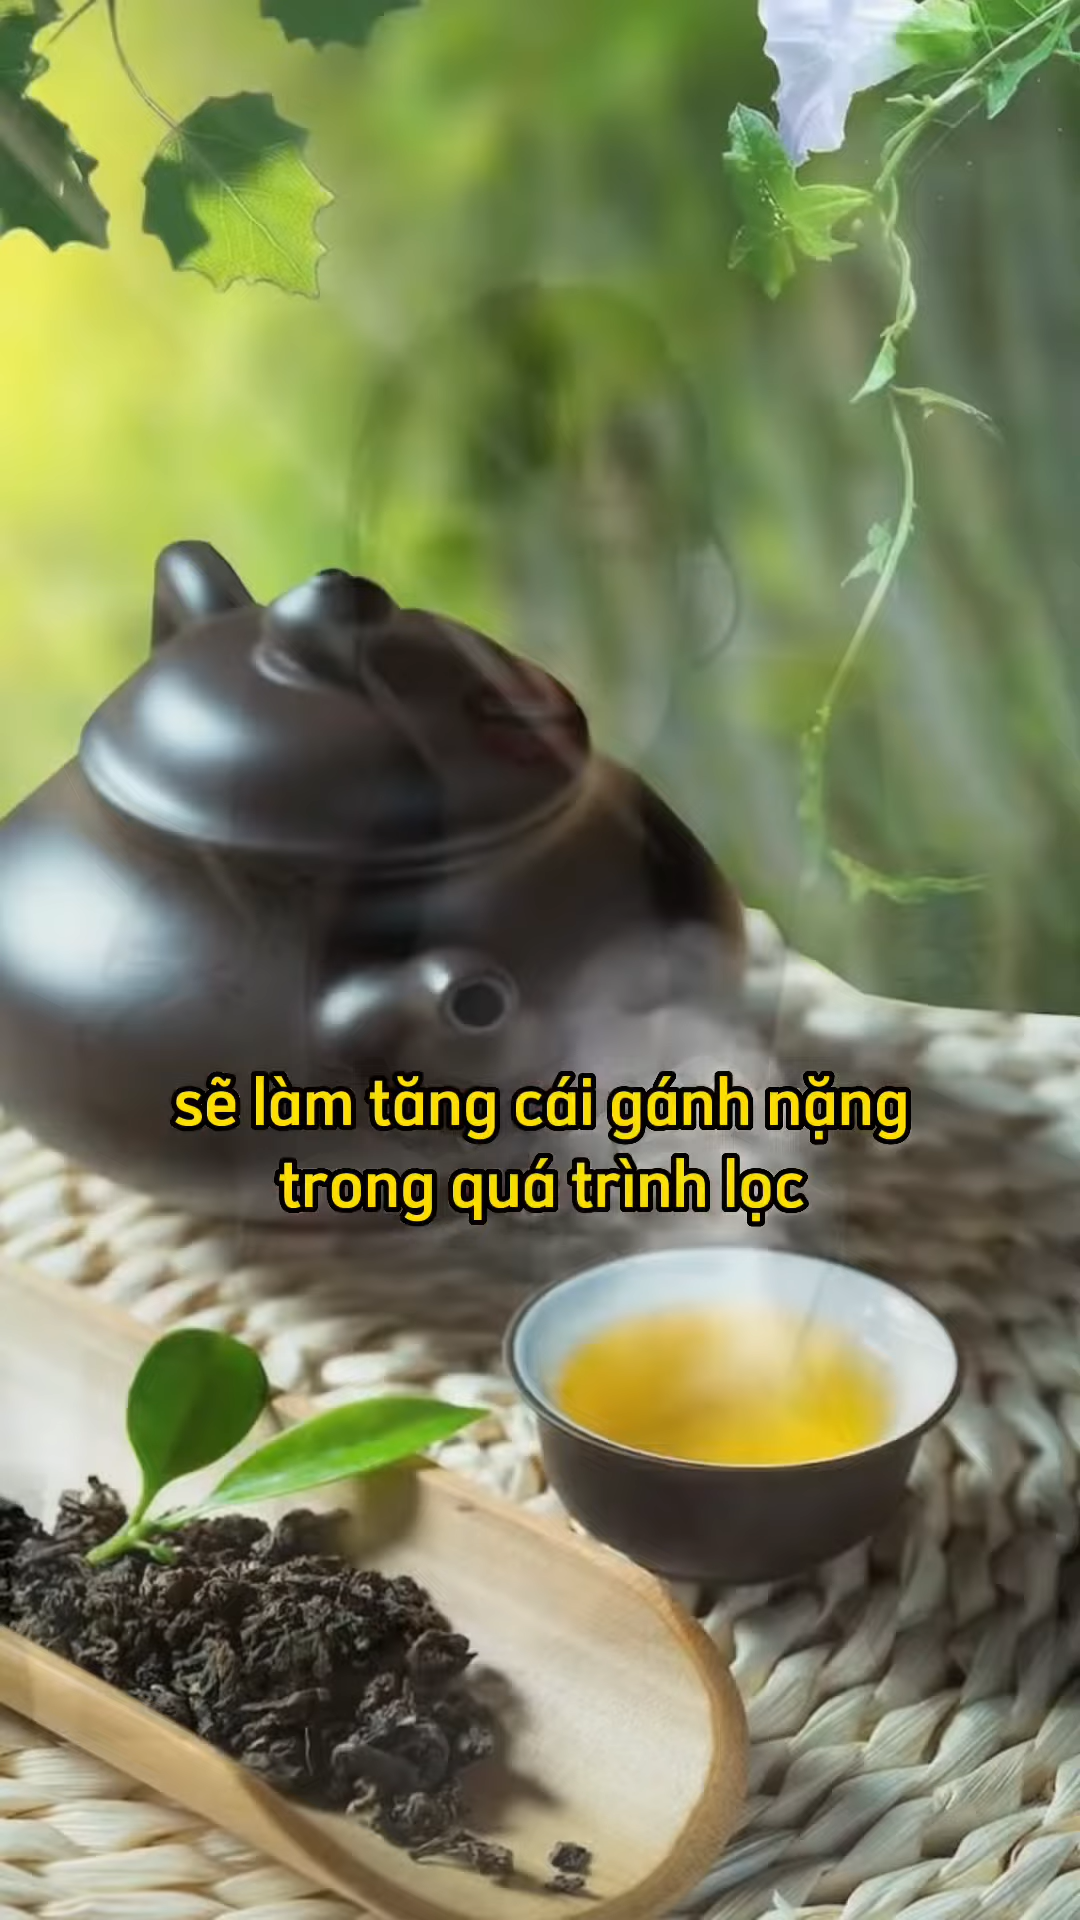 sẽ làm tăng cái gánh nặng
trong quá trình lọc